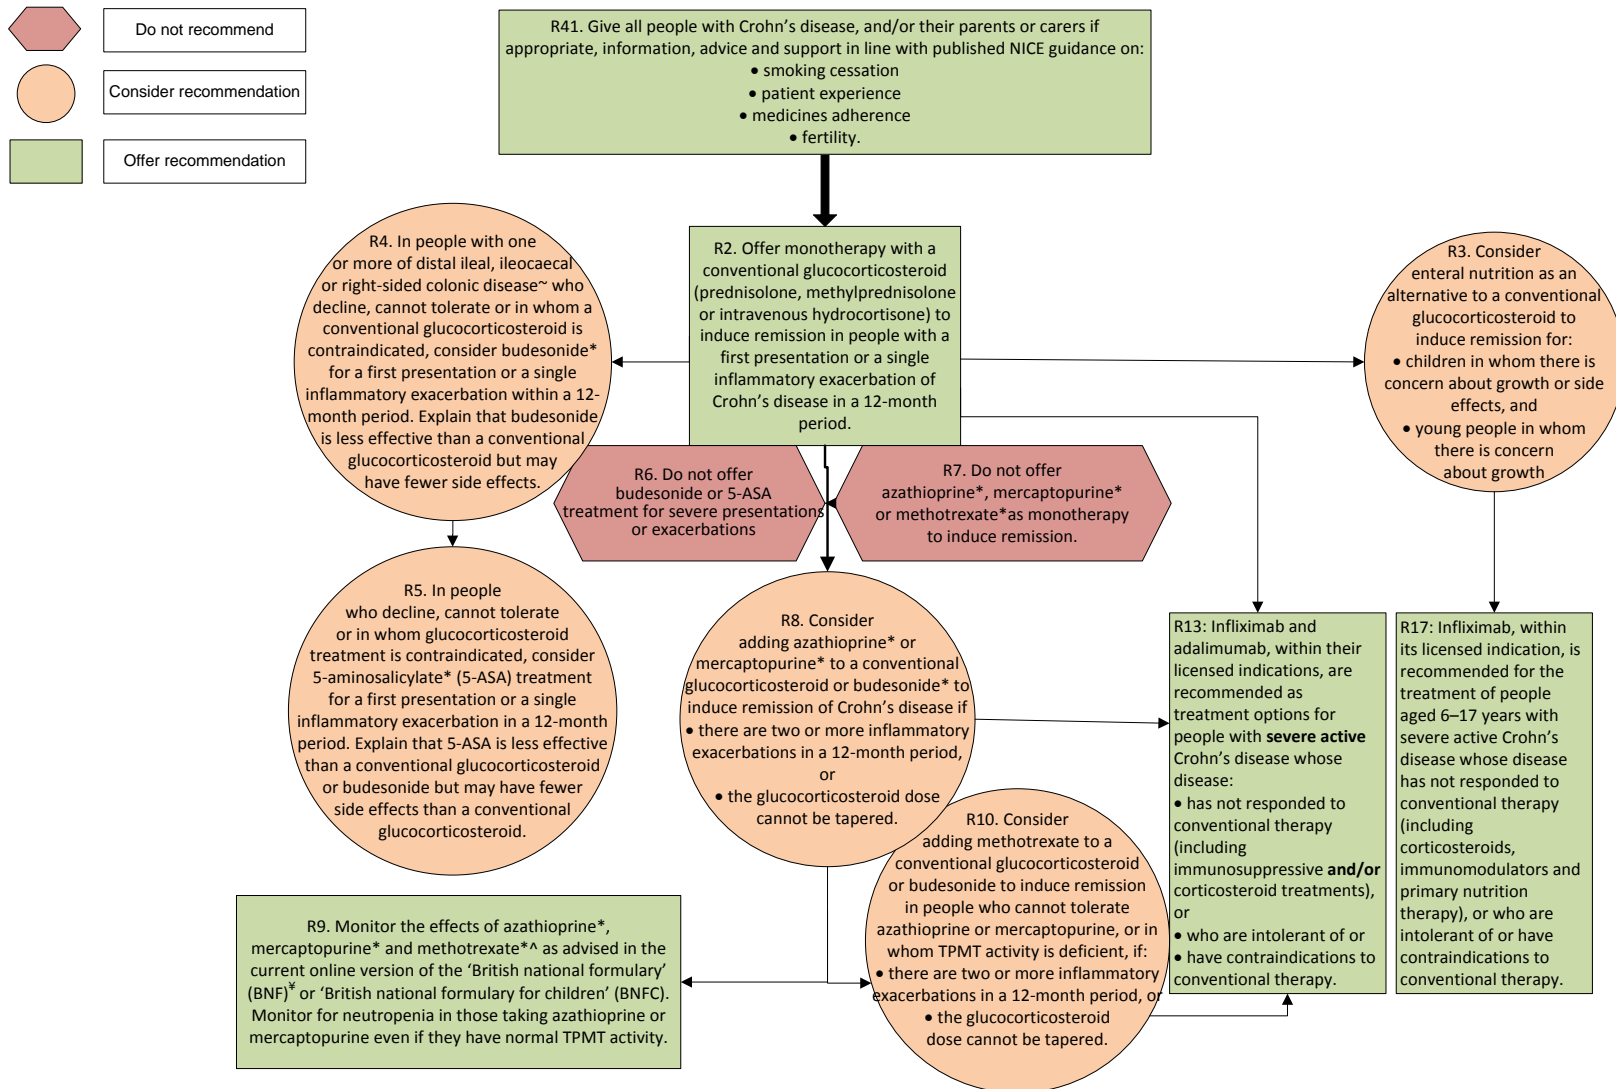 Do not recommend
Consider recommendation
Offer recommendation
R41. Give all people with Crohn’s disease, and/or their parents or carers if
appropriate, information, advice and support in line with published NICE guidance on:
• smoking cessation
• patient experience
• medicines adherence
• fertility.
R4. In people with one
or more of distal ileal, ileocaecal
or right-sided colonic disease~ who
decline, cannot tolerate or in whom a
conventional glucocorticosteroid is
contraindicated, consider budesonide*
for a first presentation or a single
inflammatory exacerbation within a 12-
month period. Explain that budesonide
is less effective than a conventional
glucocorticosteroid but may
have fewer side effects.
R2. Offer monotherapy with a
conventional glucocorticosteroid
(prednisolone, methylprednisolone
or intravenous hydrocortisone) to
induce remission in people with a
first presentation or a single
inflammatory exacerbation of
Crohn’s disease in a 12-month
period.
R3. Consider
enteral nutrition as an
alternative to a conventional
glucocorticosteroid to
induce remission for:
• children in whom there is
concern about growth or side
effects, and
• young people in whom
there is concern
about growth
R6. Do not offer
budesonide or 5-ASA
treatment for severe presentations
or exacerbations
R7. Do not offer
azathioprine*, mercaptopurine*
or methotrexate*as monotherapy
to induce remission.
R5. In people
who decline, cannot tolerate
or in whom glucocorticosteroid
treatment is contraindicated, consider
5-aminosalicylate* (5-ASA) treatment
for a first presentation or a single
inflammatory exacerbation in a 12-month
period. Explain that 5-ASA is less effective
than a conventional glucocorticosteroid
or budesonide but may have fewer
side effects than a conventional
glucocorticosteroid.
R8. Consider
adding azathioprine* or
mercaptopurine* to a conventional
glucocorticosteroid or budesonide* to
induce remission of Crohn’s disease if
• there are two or more inflammatory
exacerbations in a 12-month period,
or
• the glucocorticosteroid dose
cannot be tapered.
R13: Infliximab and
adalimumab, within their
licensed indications, are
recommended as
treatment options for
people with severe active
Crohn’s disease whose
disease:
• has not responded to
conventional therapy
(including
immunosuppressive and/or
corticosteroid treatments),
or
• who are intolerant of or
• have contraindications to
conventional therapy.
R17: Infliximab, within
its licensed indication, is
recommended for the
treatment of people
aged 6–17 years with
severe active Crohn’s
disease whose disease
has not responded to
conventional therapy
(including
corticosteroids,
immunomodulators and
primary nutrition
therapy), or who are
intolerant of or have
contraindications to
conventional therapy.
R10. Consider
adding methotrexate to a
conventional glucocorticosteroid
or budesonide to induce remission
in people who cannot tolerate
azathioprine or mercaptopurine, or in
whom TPMT activity is deficient, if:
• there are two or more inflammatory
exacerbations in a 12-month period, or
• the glucocorticosteroid
dose cannot be tapered.
R9. Monitor the effects of azathioprine*,
mercaptopurine* and methotrexate*^ as advised in the
current online version of the ‘British national formulary’
(BNF)¥ or ‘British national formulary for children’ (BNFC).
Monitor for neutropenia in those taking azathioprine or
mercaptopurine even if they have normal TPMT activity.